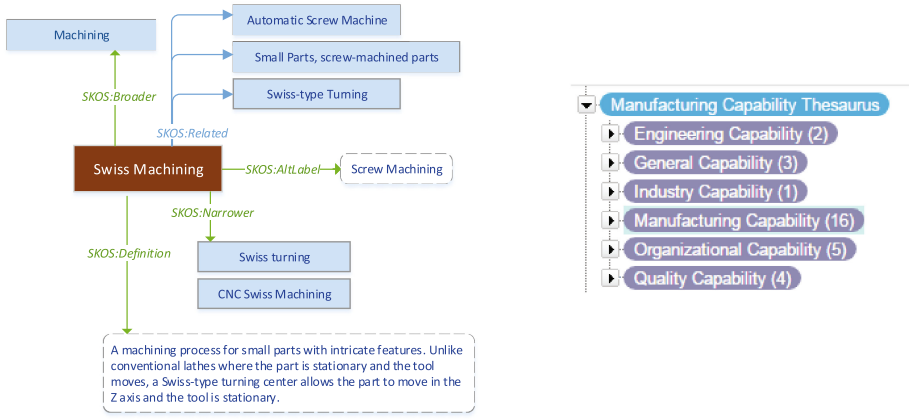 Machining
Automatic Screw Machine
Small Parts, screw-machined parts
Swiss-type Turning
SKOS:Broader
SKOS:Related
Swiss Machining
SKOS:AltLabel
Screw Machining
SKOS:Narrower
SKOS:Definition
Swiss turning
CNC Swiss Machining
A machining process for small parts with intricate features. Unlike
conventional lathes where the part is stationary and the tool
moves, a Swiss-type turning center allows the part to move in the
Z axis and the tool is stationary.
Manufacturing Capability Thesaurus
Engineering Capability (2)
General Capability (3)
Industry Capability (1)
Manufacturing Capability (16)
Organizational Capability (5)
Quality Capability (4)